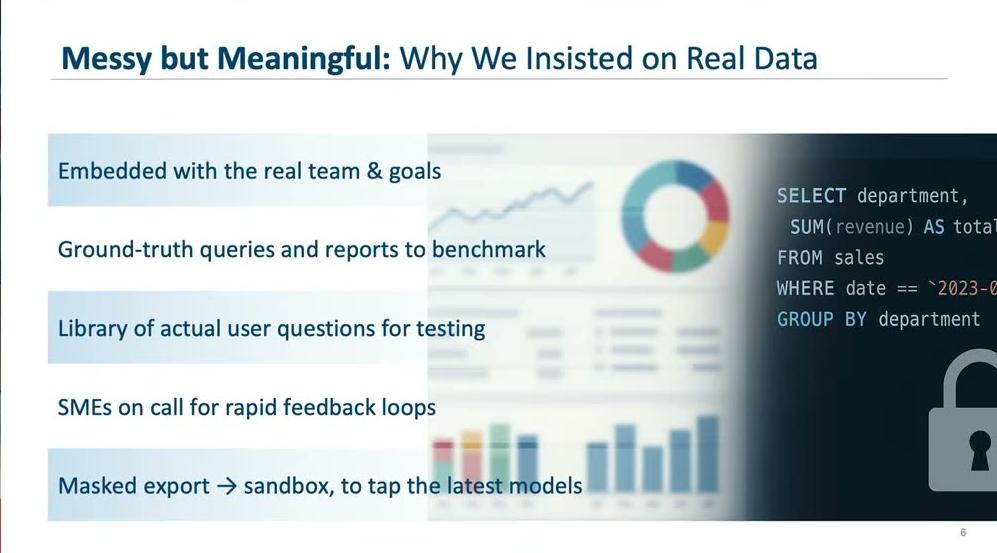 Messy but Meaningful: Why We Insisted on Real Data
Embedded with the real team & goals
Ground-truth queries and reports to benchmark
Library of actual user questions for testing
SMEs on call for rapid feedback loops
Masked export → sandbox, to tap the latest models
SELECT department,
SUM(revenue) AS total
FROM sales
WHERE date == `2023-0
GROUP BY department
6